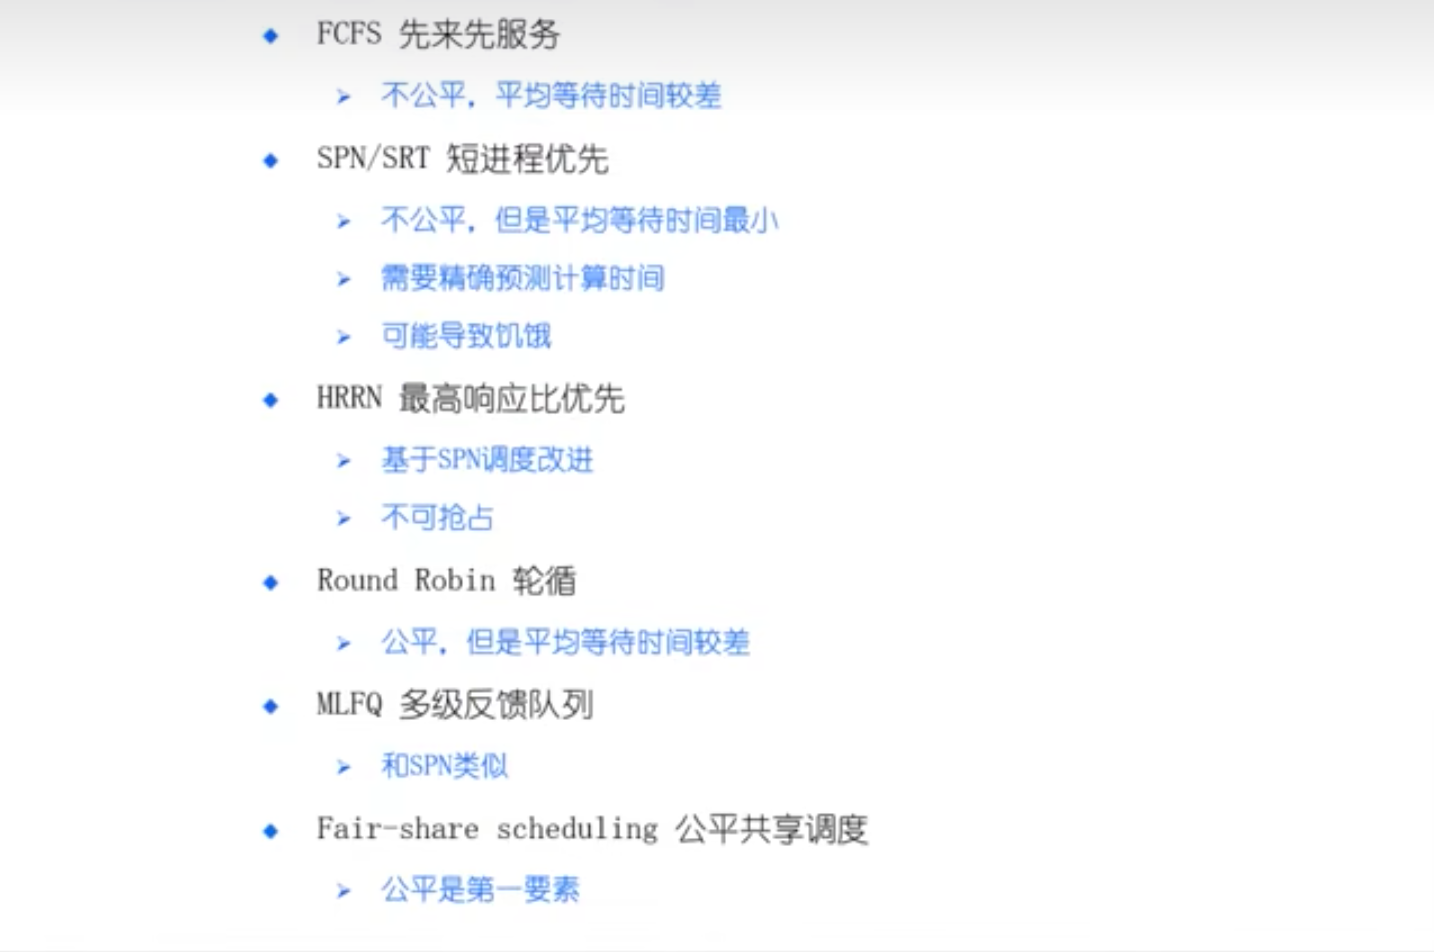 FCFS 先来先服务
不公平，平均等待时间较差
SPN/SRT 短进程优先
不公平，但是平均等待时间最小
需要精确预测计算时间
可能导致饥饿
HRRN 最高响应比优先
基于SPN调度改进
不可抢占
Round Robin 轮循
公平，但是平均等待时间较差
MLFQ 多级反馈队列
和SPN类似
Fair-share scheduling 公平共享调度
公平是第一要素